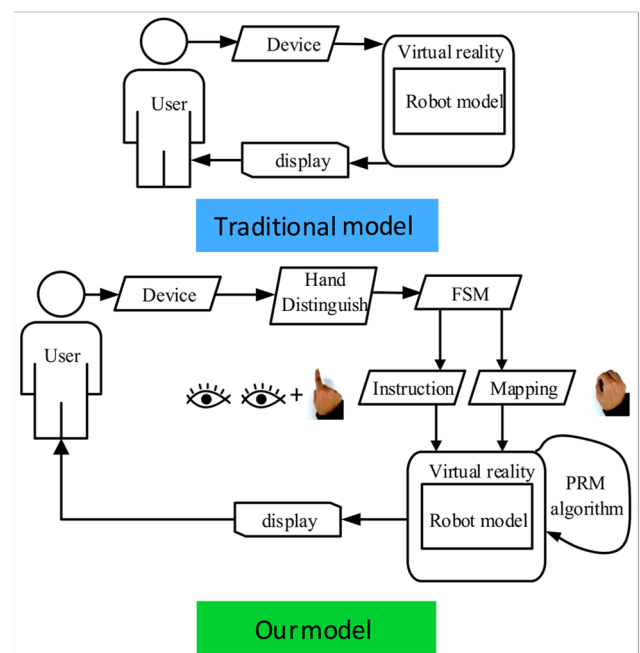 Device
Virtual reality
Robot model
User
display
Traditional model
Hand
Distinguish
Device
FSM
User
+
Instruction
Mapping
Virtual reality
Robot model
PRM
algorithm
display
Our model